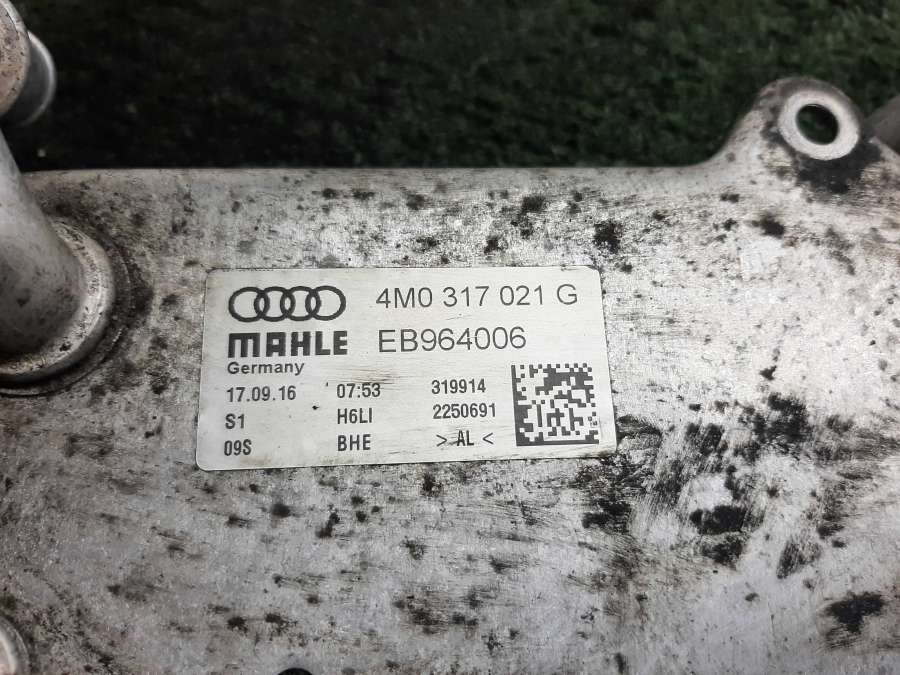 4M0 317 021 G
MAHLE EB964006
Germany
17.09.16 07:53 319914
S1 H6LI 2250691
09S BHE > AL <